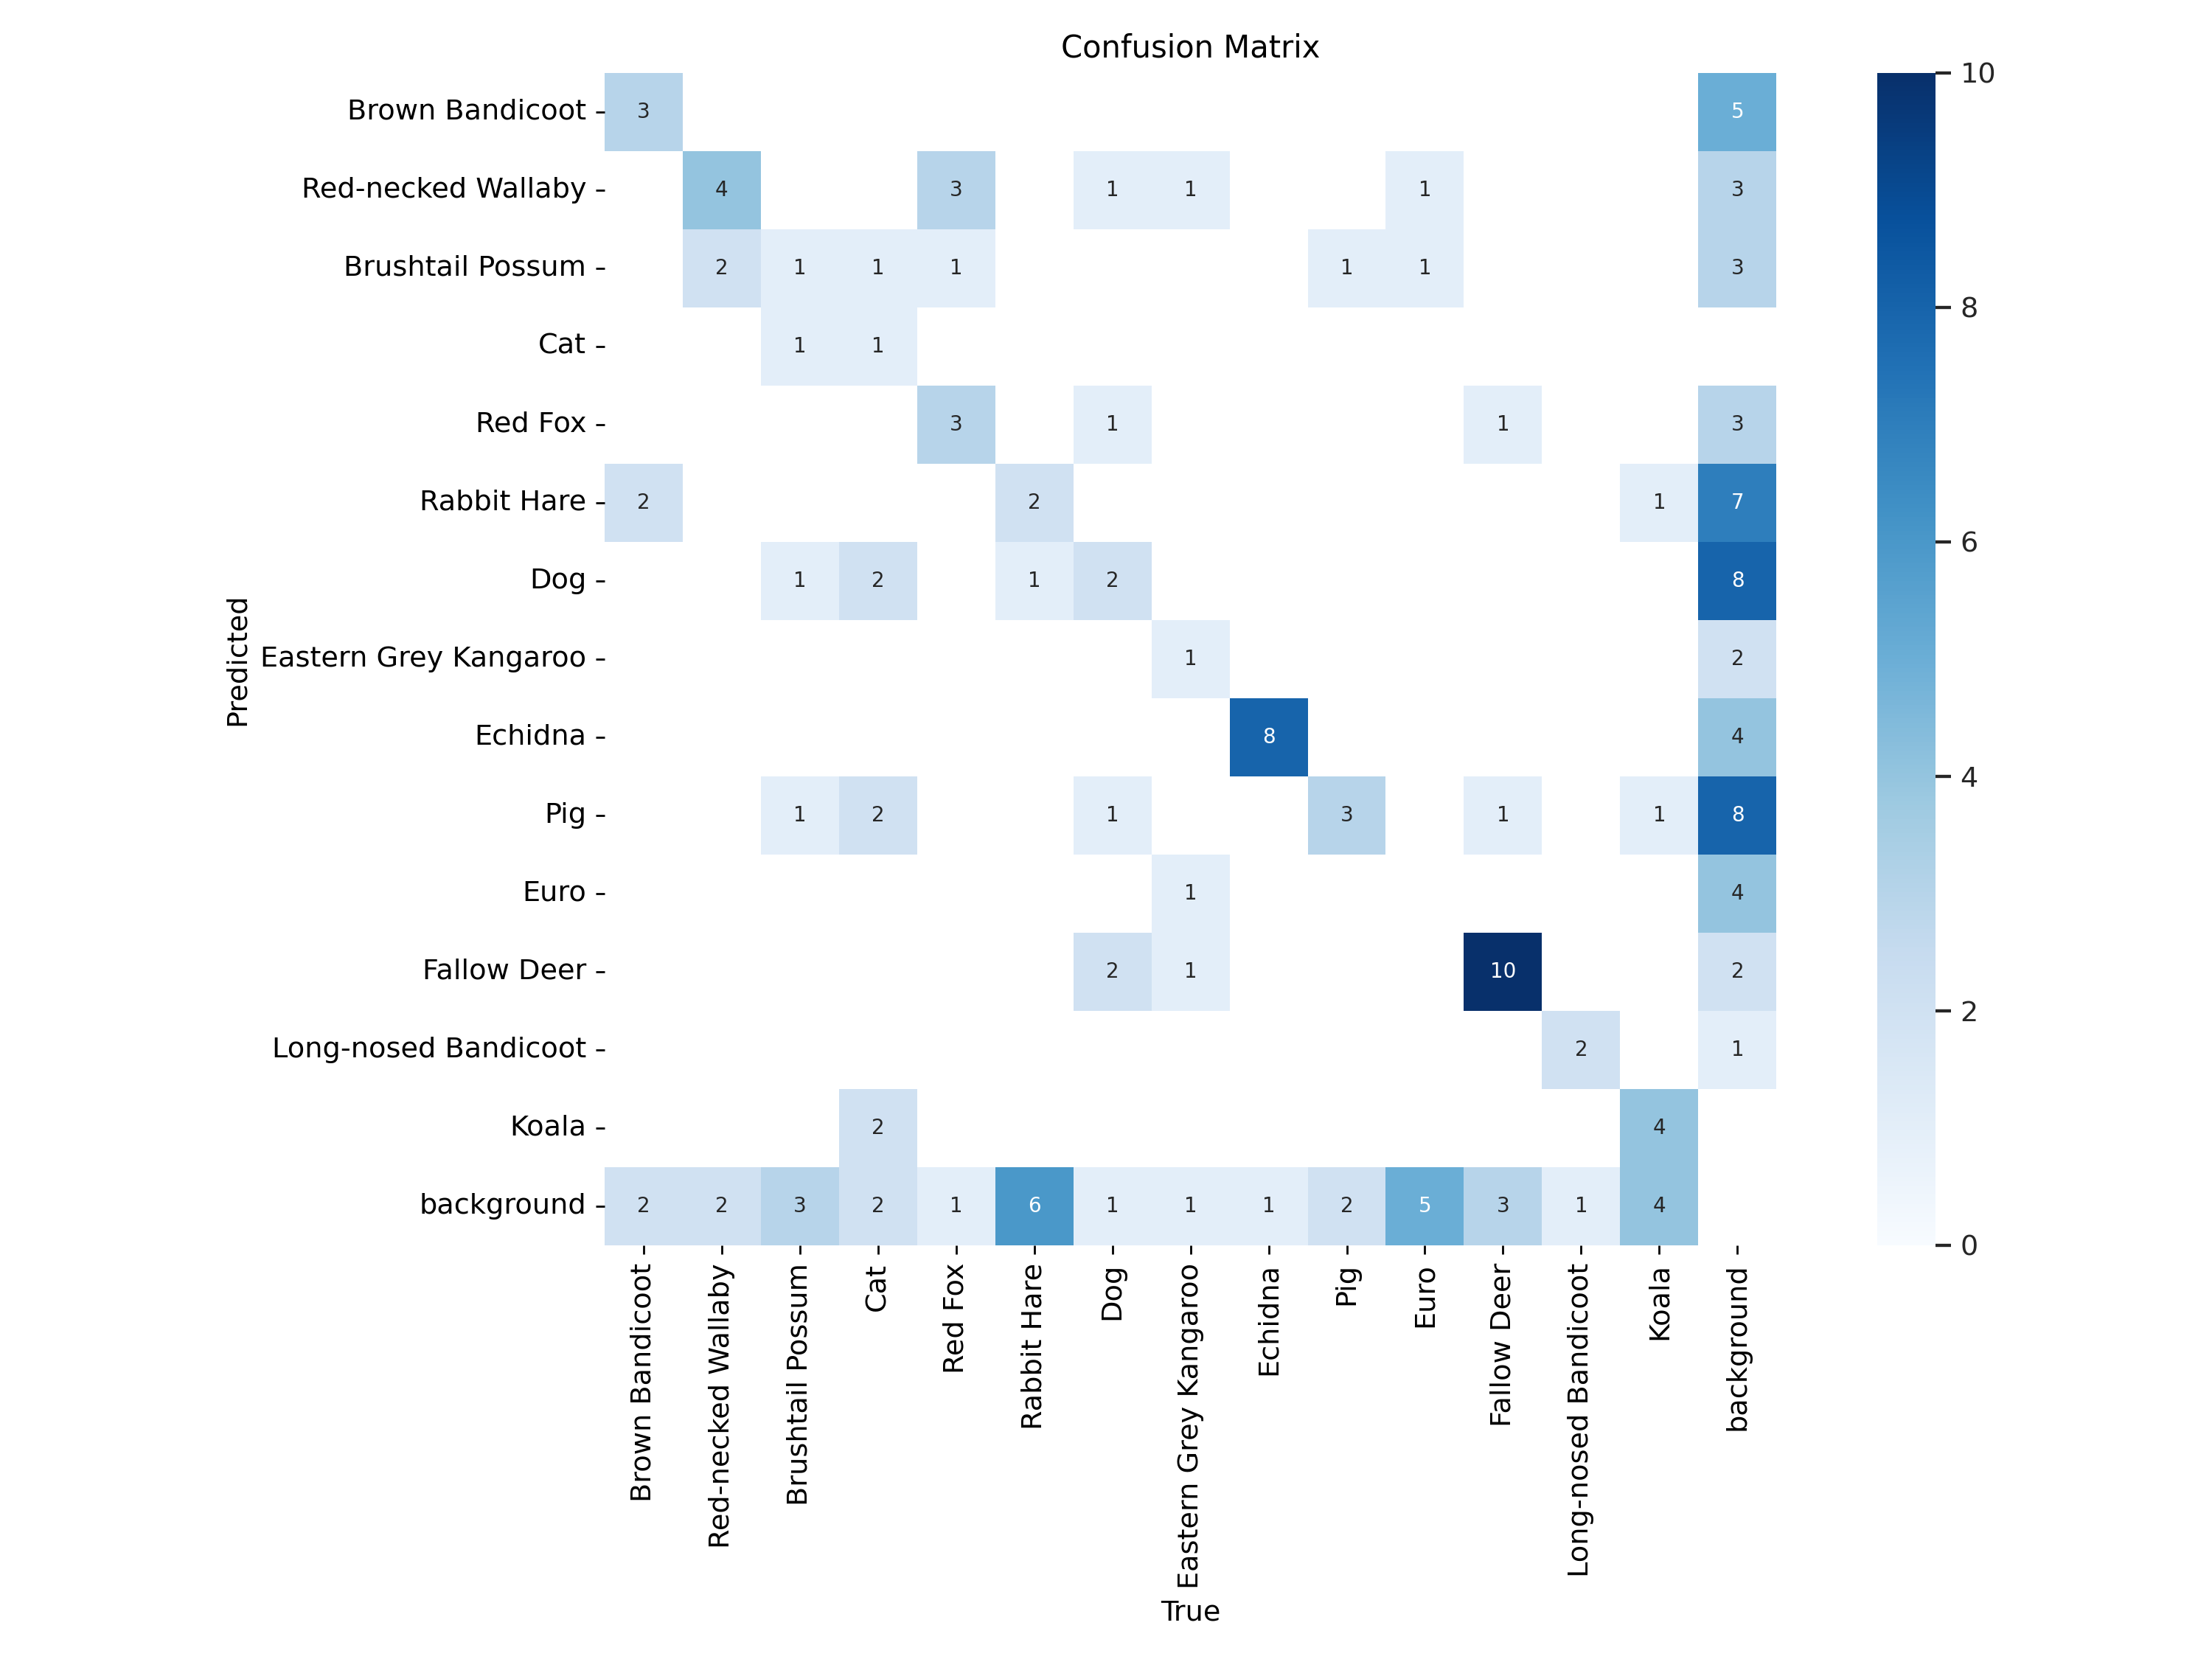 Confusion Matrix
Brown Bandicoot 3 5 10
Red-necked Wallaby 4 3 1 1 1 3
Brushtail Possum 2 1 1 1 1 1 3
8
Cat 1 1
Red Fox 3 1 1 3
Rabbit Hare 2 2 1 7
6
Dog 1 2 1 2 8
Predicted
Eastern Grey Kangaroo 1 2
Echidna 8 4
4
Pig 1 2 1 3 1 1 8
Euro 1 4
Fallow Deer 2 1 10 2
2
Long-nosed Bandicoot 2 1
Koala 2 4
background 2 2 3 2 1 6 1 1 1 2 5 3 1 4
0
Brown Bandicoot
Red-necked Wallaby
Brushtail Possum
Cat
Red Fox
Rabbit Hare
Dog
Eastern Grey Kangaroo
Echidna
Pig
Euro
Fallow Deer
Long-nosed Bandicoot
Koala
background
True